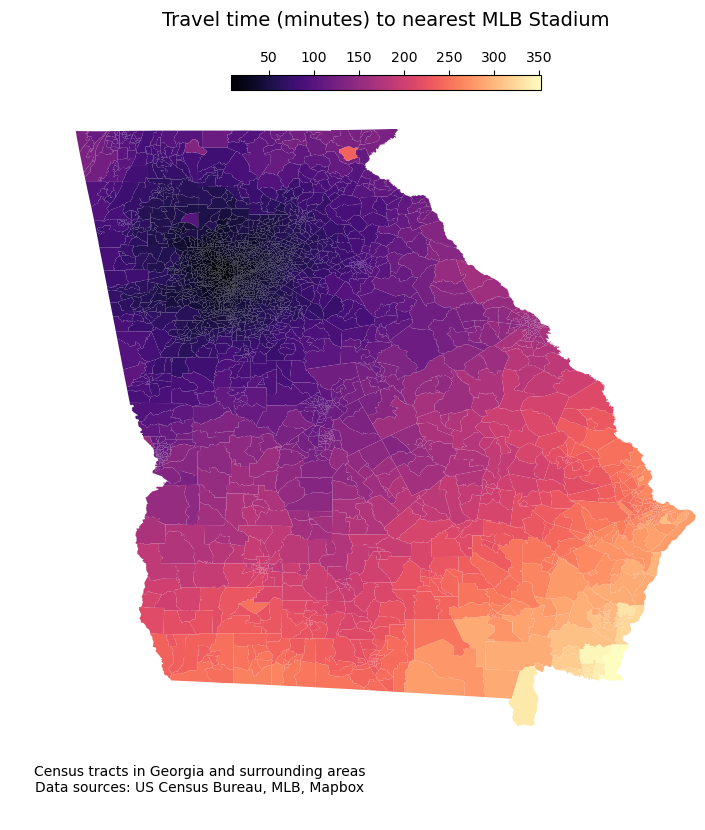 Travel time (minutes) to nearest MLB Stadium
50 100 150 200 250 300 350
Census tracts in Georgia and surrounding areas
Data sources: US Census Bureau, MLB, Mapbox